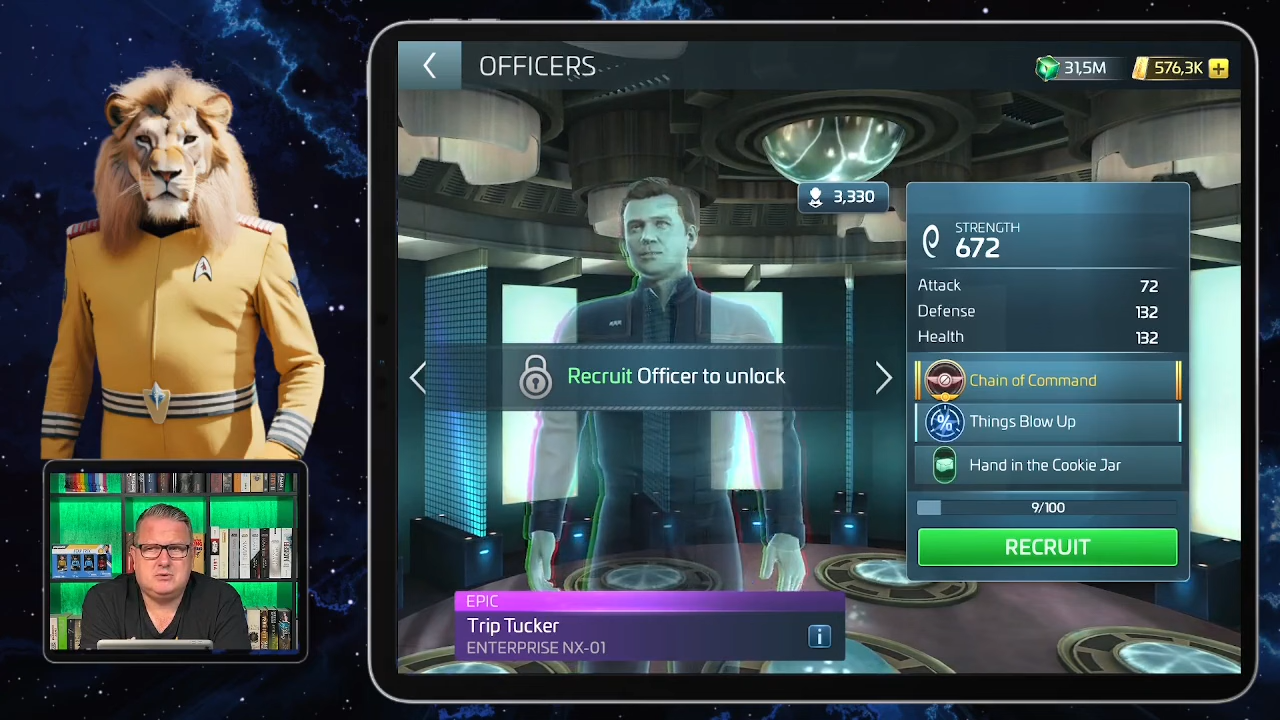 OFFICERS
31,5M
576,3K
3,330
STRENGTH
672
Attack 72
Defense 132
Health 132
Recruit Officer to unlock
Chain of Command
Things Blow Up
Hand in the Cookie Jar
9/100
RECRUIT
EPIC
Trip Tucker
ENTERPRISE NX-01